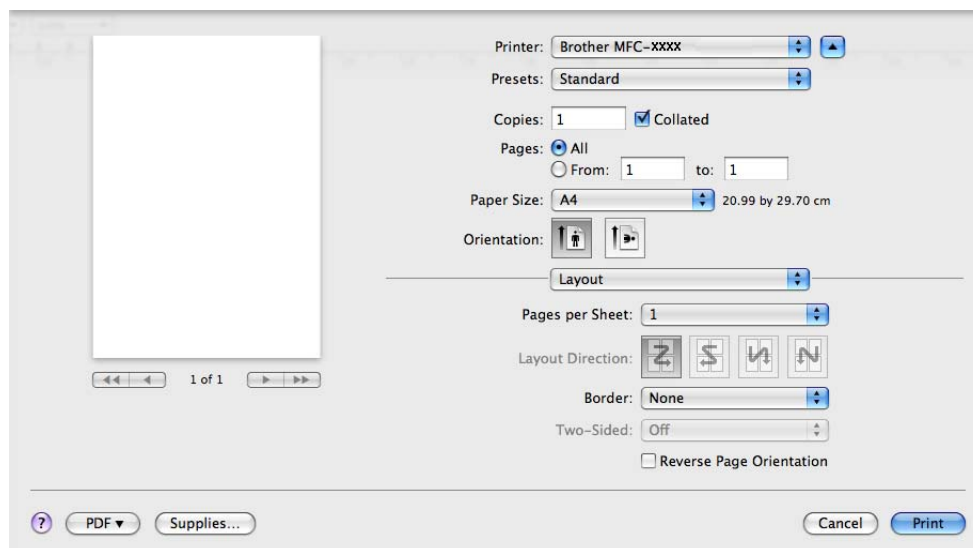 Printer: Brother MFC-XXXX
Presets: Standard
Copies: 1 Collated
Pages: All
From: 1 to: 1
Paper Size: A4 20.99 by 29.70 cm
Orientation:
Layout
Pages per Sheet: 1
Layout Direction:
Border: None
Two-Sided: Off
Reverse Page Orientation
1 of 1
? PDF▼ Supplies... Cancel Print